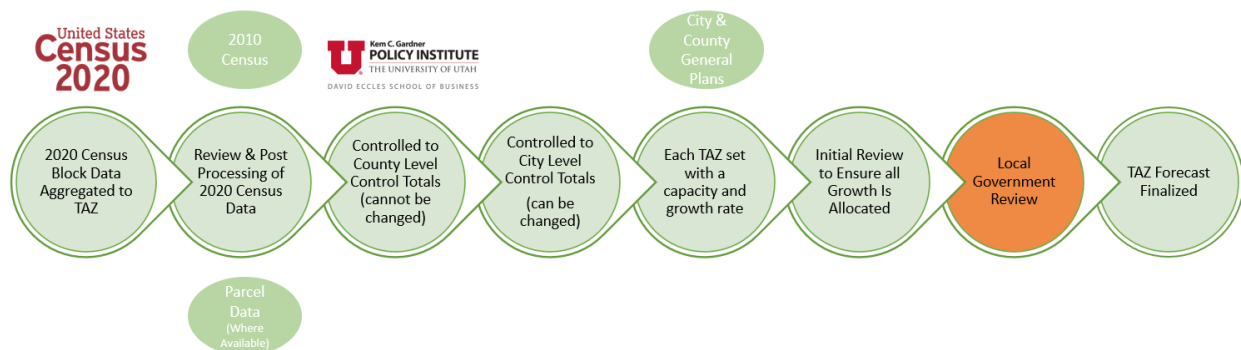 United States
Census
2020
2010
Census
Kem C. Gardner
POLICY INSTITUTE
THE UNIVERSITY OF UTAH
DAVID ECCLES SCHOOL OF BUSINESS
City &
County
General
Plans
2020 Census
Block Data
Aggregated to
TAZ
Review & Post
Processing of
2020 Census
Data
Controlled to
County Level
Control Totals
(cannot be
changed)
Controlled to
City Level
Control Totals
(can be
changed)
Each TAZ set
with a
capacity and
growth rate
Initial Review
to Ensure all
Growth Is
Allocated
Local
Government
Review
TAZ Forecast
Finalized
Parcel
Data
(Where
Available)